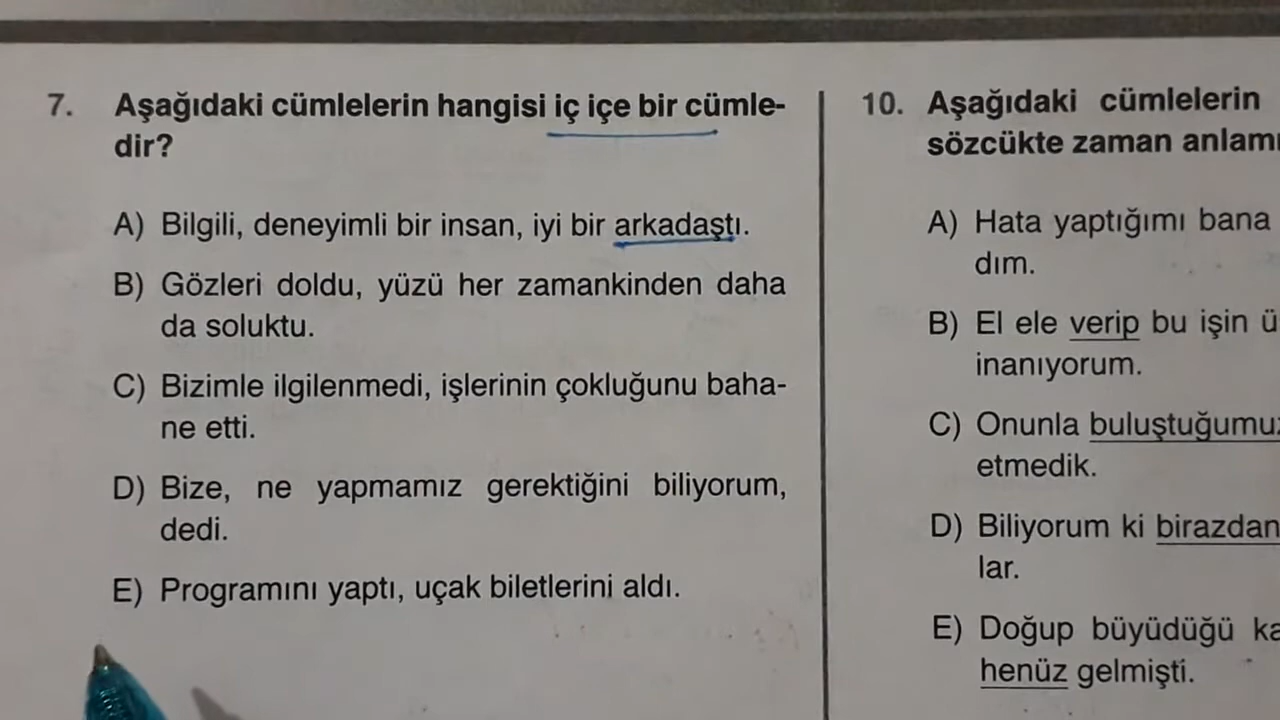 7. Aşağıdaki cümlelerin hangisi iç içe bir cümle-
dir?
A) Bilgili, deneyimli bir insan, iyi bir arkadaştı.
B) Gözleri doldu, yüzü her zamankinden daha
da soluktu.
C) Bizimle ilgilenmedi, işlerinin çokluğunu baha-
ne etti.
D) Bize, ne yapmamız gerektiğini biliyorum,
dedi.
E) Programını yaptı, uçak biletlerini aldı.
10. Aşağıdaki cümlelerin
sözcükte zaman
A) Hata yaptığımı bana
dım.
B) El ele verip bu işin
inanıyorum.
C) Onunla
etmedik.
D) Biliyorum ki birazdan
lar.
E) Doğup büyüdüğü
henüz gelmişti.